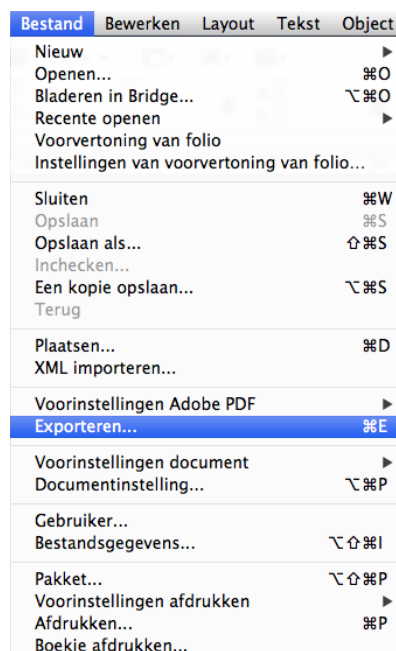 Bestand Bewerken Layout Tekst Object
Nieuw ▶
Openen... ⌘O
Bladeren in Bridge... ⌥⌘O
Recente openen ▶
Voorvertoning van folio
Instellingen van voorvertoning van folio...
Sluiten ⌘W
Opslaan ⌘S
Opslaan als... ⇧⌘S
Inchecken...
Een kopie opslaan... ⌥⌘S
Terug
Plaatsen... ⌘D
XML importeren...
Voorinstellingen Adobe PDF ▶
Exporteren... ⌘E
Voorinstellingen document ▶
Documentinstelling... ⌥⌘P
Gebruiker...
Bestandsgegevens... ⌥⇧⌘I
Pakket... ⌥⇧⌘P
Voorinstellingen afdrukken ▶
Afdrukken... ⌘P
Boekje afdrukken...